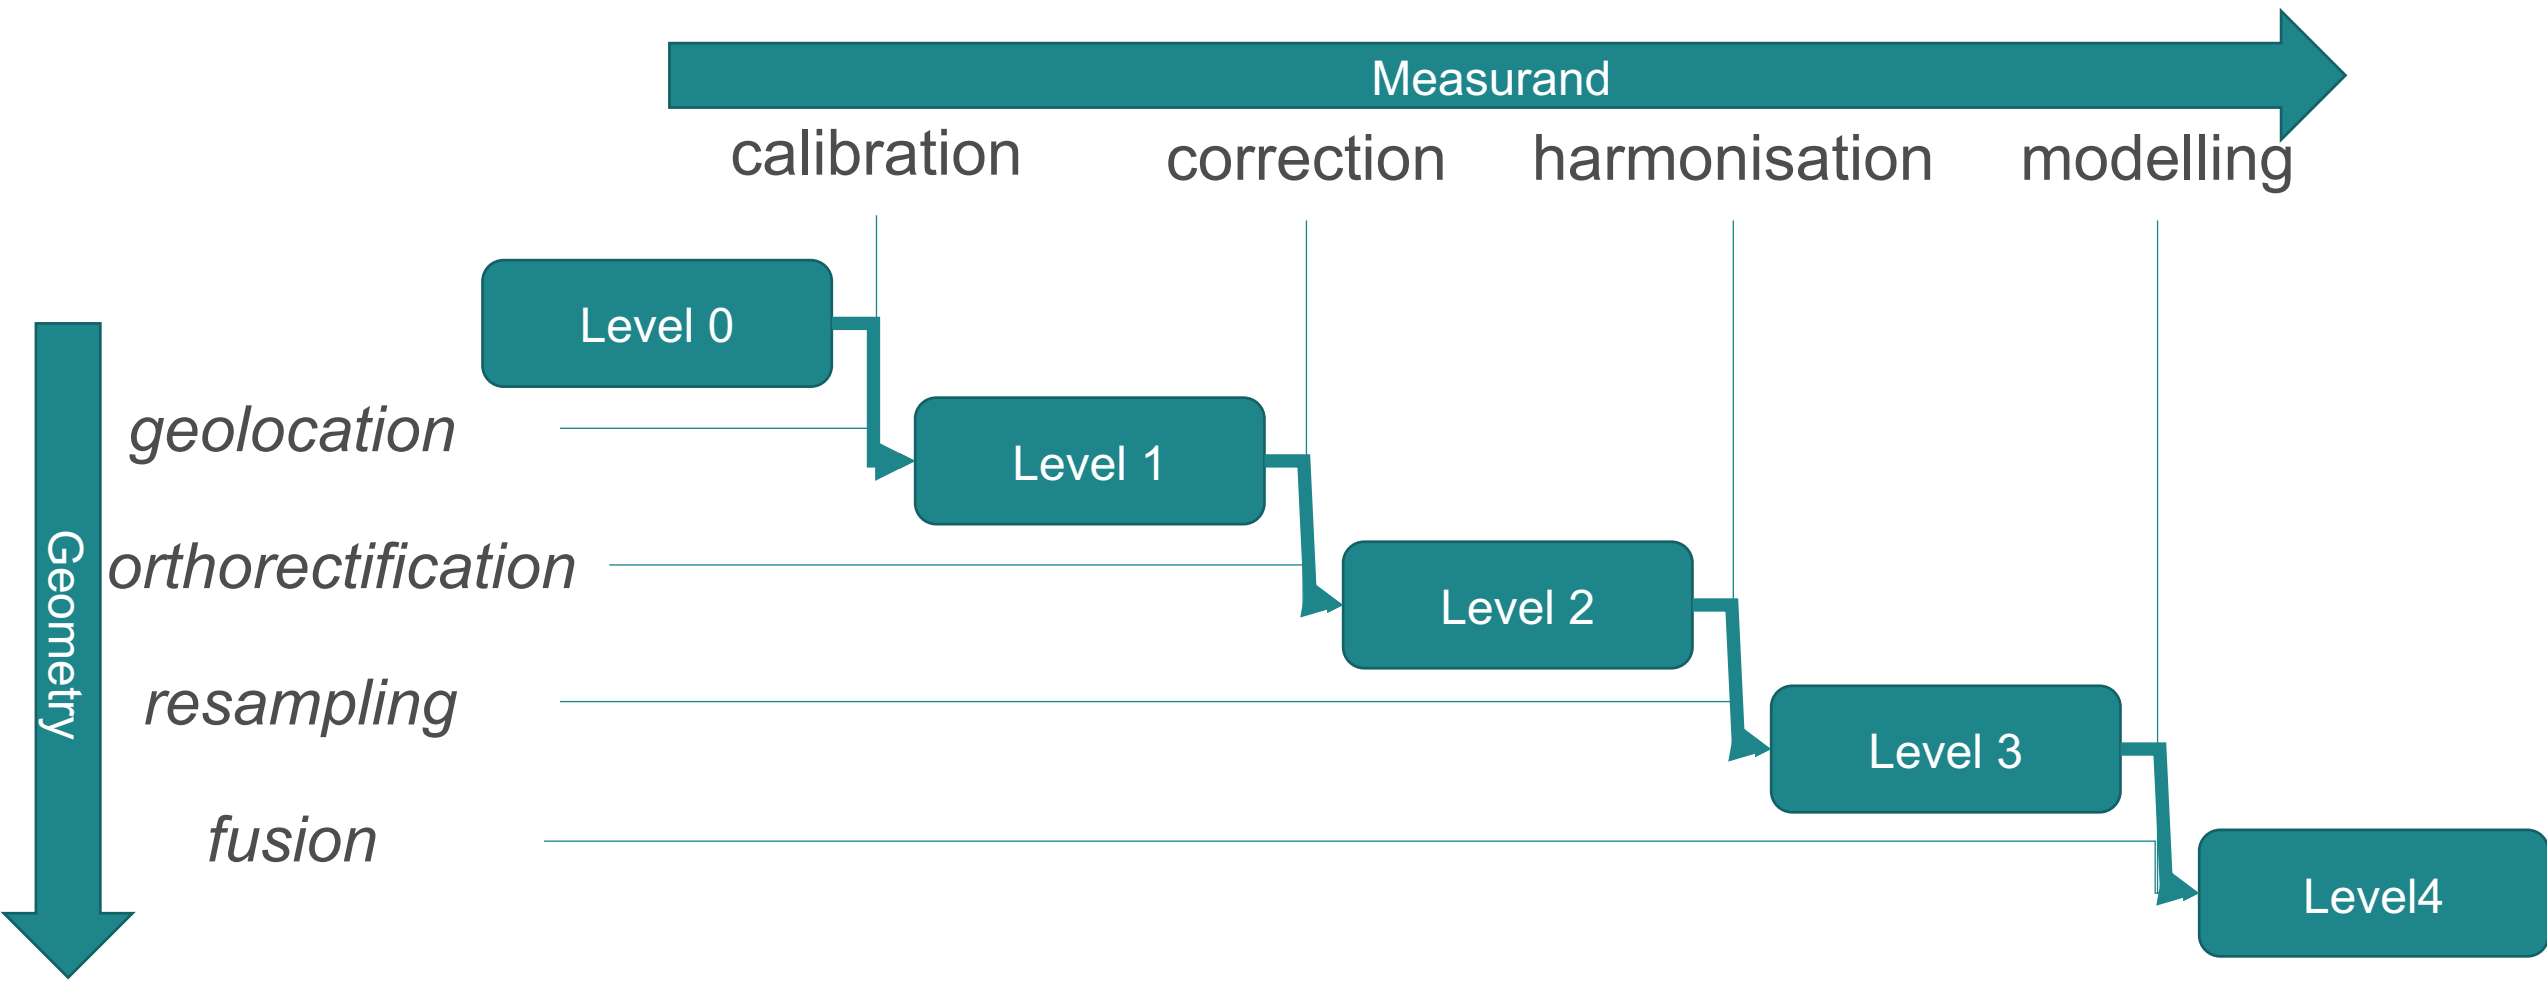 Measurand
calibration
correction
harmonisation
modelling
Level 0
geolocation
Level 1
Geometry
orthorectification
Level 2
resampling
Level 3
fusion
Level4